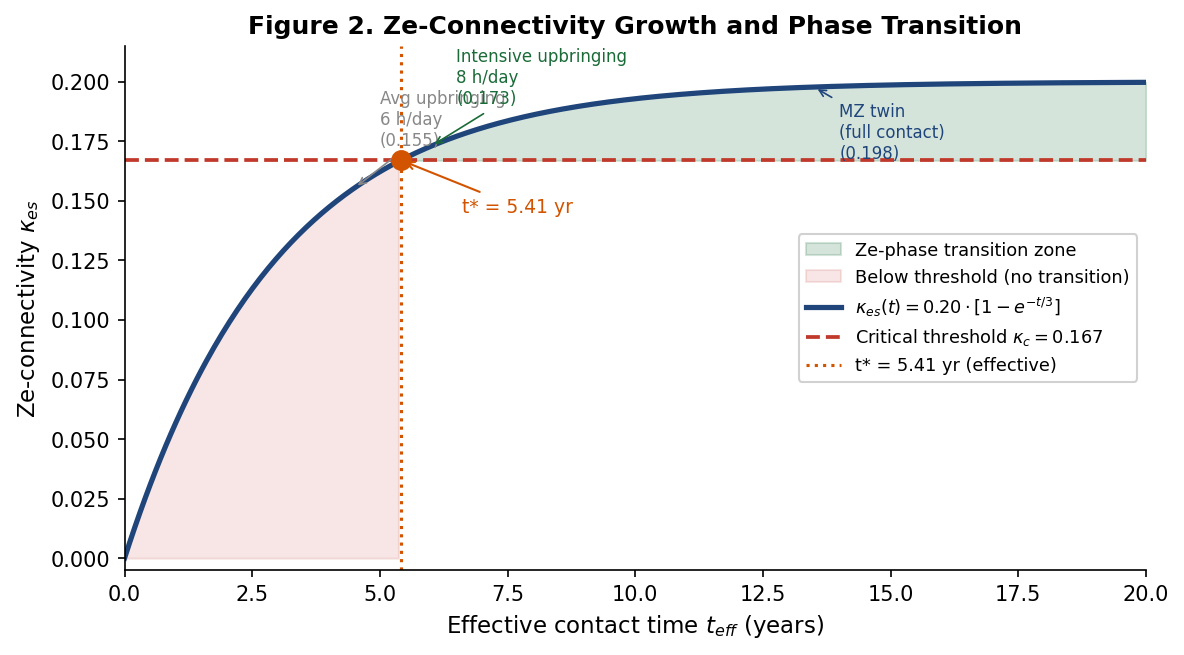 Figure 2. Ze-Connectivity Growth and Phase Transition
Ze-connectivity κes
0.200
0.175
0.150
0.125
0.100
0.075
0.050
0.025
0.000
Intensive upbringing
8 h/day
(0.173)
Avg upbringing
6 h/day
(0.155)
MZ twin
(full contact)
(0.198)
t* = 5.41 yr
Ze-phase transition zone
Below threshold (no transition)
κes(t) = 0.20 · [1 − e−t/3]
Critical threshold κc = 0.167
t* = 5.41 yr (effective)
0.0 2.5 5.0 7.5 10.0 12.5 15.0 17.5 20.0
Effective contact time teff (years)